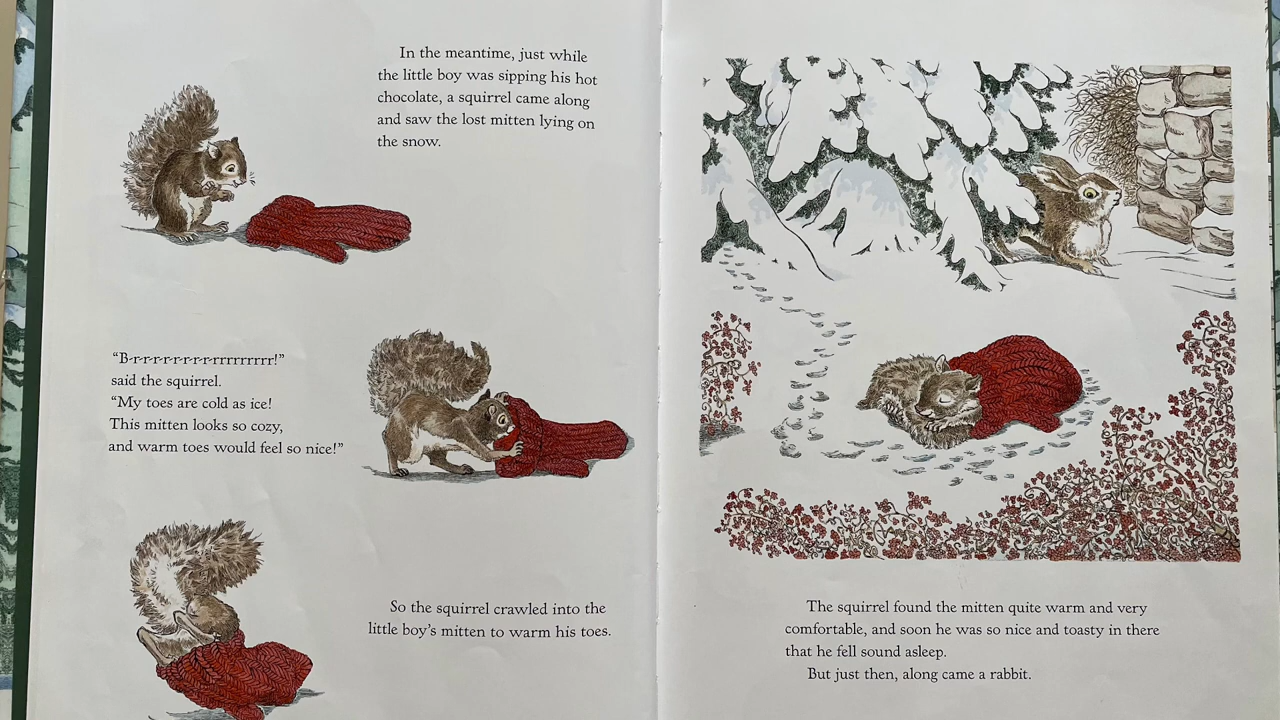 In the meantime, just while
the little boy was sipping his hot
chocolate, a squirrel came along
and saw the lost mitten lying on
the snow.
“B-r-r-r-r-r-r-r-rrrrrrrrr!”
said the squirrel.
“My toes are cold as ice!
This mitten looks so cozy,
and warm toes would feel so nice!”
So the squirrel crawled into the
little boy’s mitten to warm his toes.
The squirrel found the mitten quite warm and very
comfortable, and soon he was so nice and toasty in there
that he fell sound asleep.
But just then, along came a rabbit.